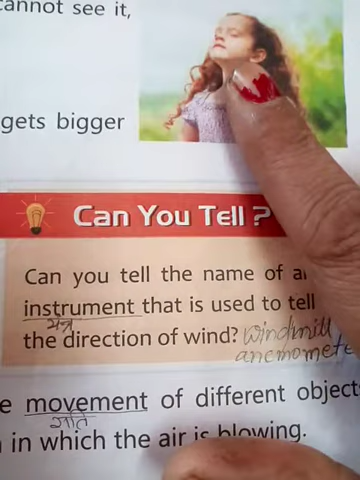 cannot see it,
gets bigger
Can You Tell ?
Can you tell the name of
instrument that is used to tell
यंत्र
the direction of wind? windmill
anemomete
movement of different object
गति
in which the air is blowing.